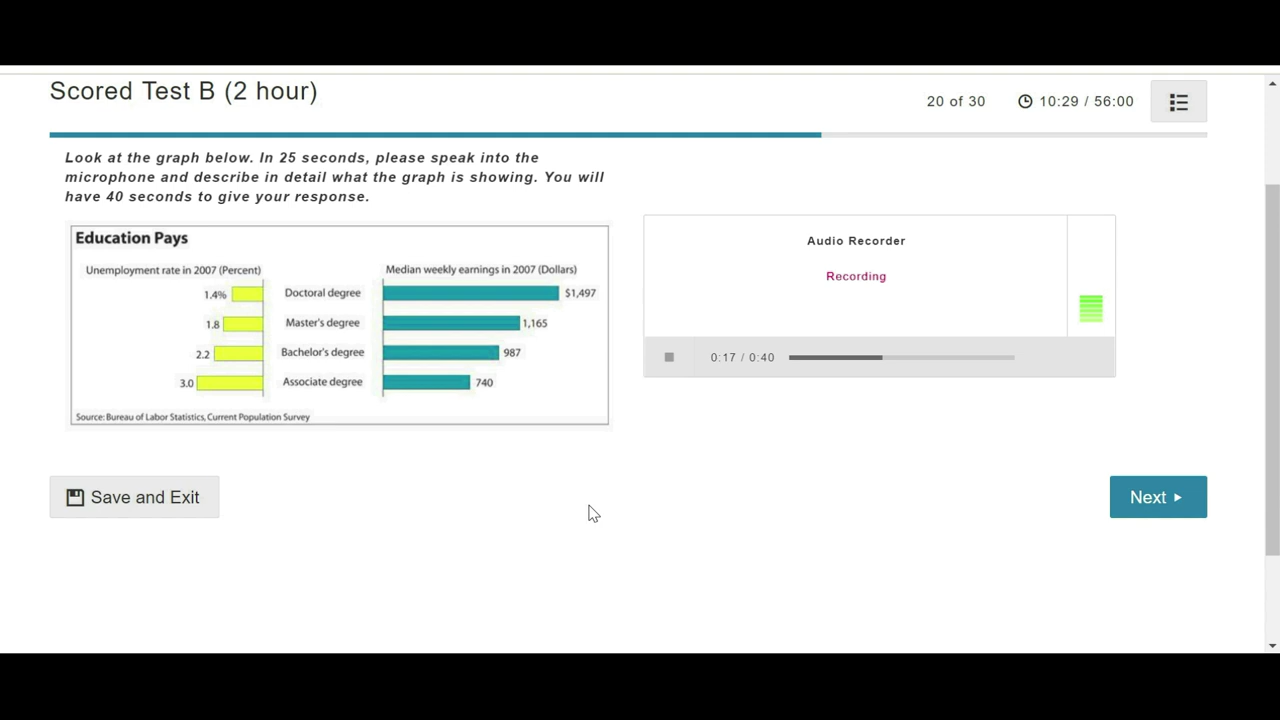 Scored Test B (2 hour)
20 of 30
10:29 / 56:00
Look at the graph below. In 25 seconds, please speak into the
microphone and describe in detail what the graph is showing. You will
have 40 seconds to give your response.
Education Pays
Unemployment rate in 2007 (Percent)
Median weekly earnings in 2007 (Dollars)
1.4% Doctoral degree $1,497
1.8 Master's degree 1,165
2.2 Bachelor's degree 987
3.0 Associate degree 740
Source: Bureau of Labor Statistics, Current Population Survey
Audio Recorder
Recording
0:17 / 0:40
Save and Exit
Next